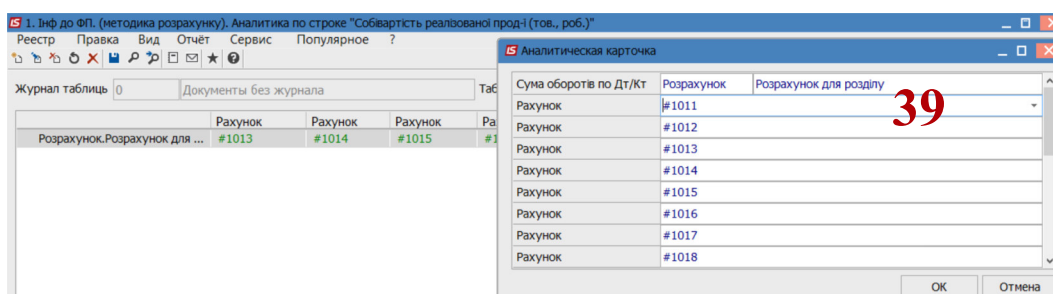 1. Інф до ФП. (методика розрахунку). Аналитика по строке "Собівартість реалізованої прод-ї (тов., роб.)"
Реестр Правка Вид Отчёт Сервис Популярное ?
Журнал таблиць 0 Документы без журнала Таб
Рахунок Рахунок Рахунок Ра
Розрахунок.Розрахунок для ... #1013 #1014 #1015 #1
Аналитическая карточка
Сума оборотів по Дт/Кт Розрахунок Розрахунок для розділу
Рахунок #1011
39
Рахунок #1012
Рахунок #1013
Рахунок #1014
Рахунок #1015
Рахунок #1016
Рахунок #1017
Рахунок #1018
ОК Отмена